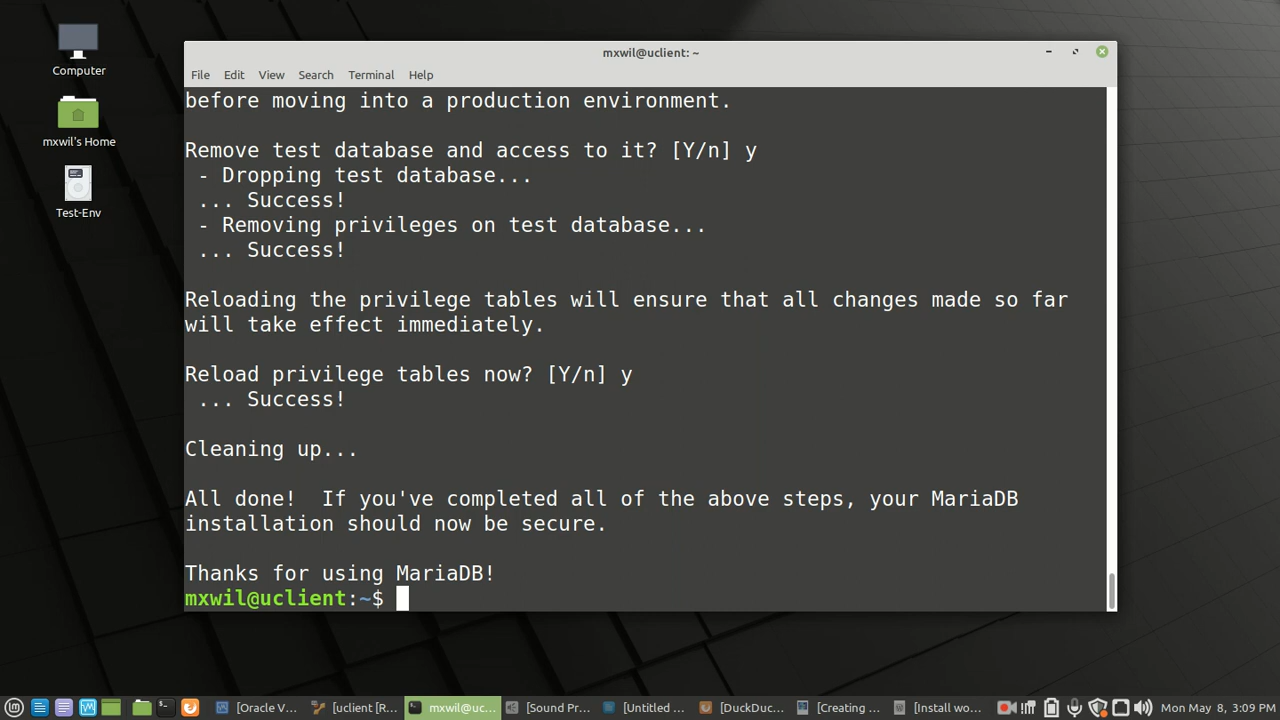 Computer
mxwil's Home
Test-Env
mxwil@uclient: ~
File Edit View Search Terminal Help
before moving into a production environment.
Remove test database and access to it? [Y/n] y
- Dropping test database...
... Success!
- Removing privileges on test database...
... Success!
Reloading the privilege tables will ensure that all changes made so far
will take effect immediately.
Reload privilege tables now? [Y/n] y
... Success!
Cleaning up...
All done!  If you've completed all of the above steps, your MariaDB
installation should now be secure.
Thanks for using MariaDB!
mxwil@uclient:~$
[Oracle V... [uclient [R... mxwil@uc... [Sound Pr... [Untitled ... [DuckDuc... [Creating ... [Install wo... Mon May 8, 3:09 PM